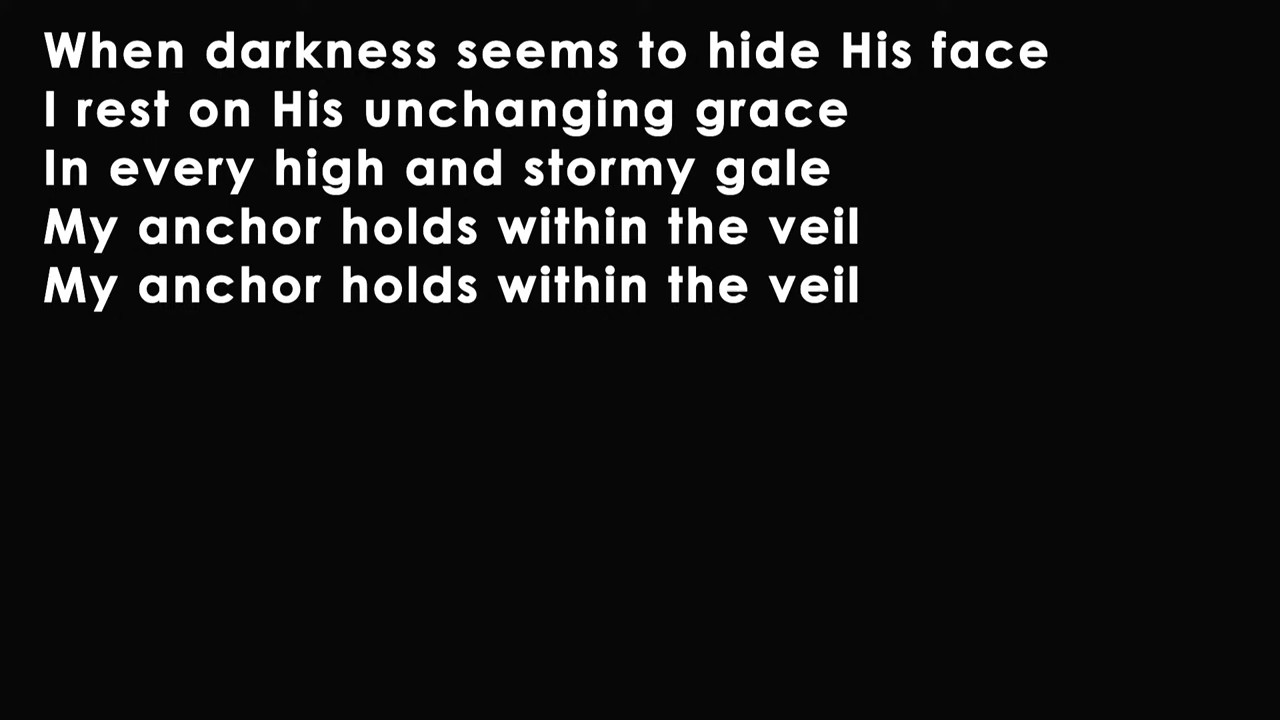 When darkness seems to hide His face
I rest on His unchanging grace
In every high and stormy gale
My anchor holds within the veil
My anchor holds within the veil